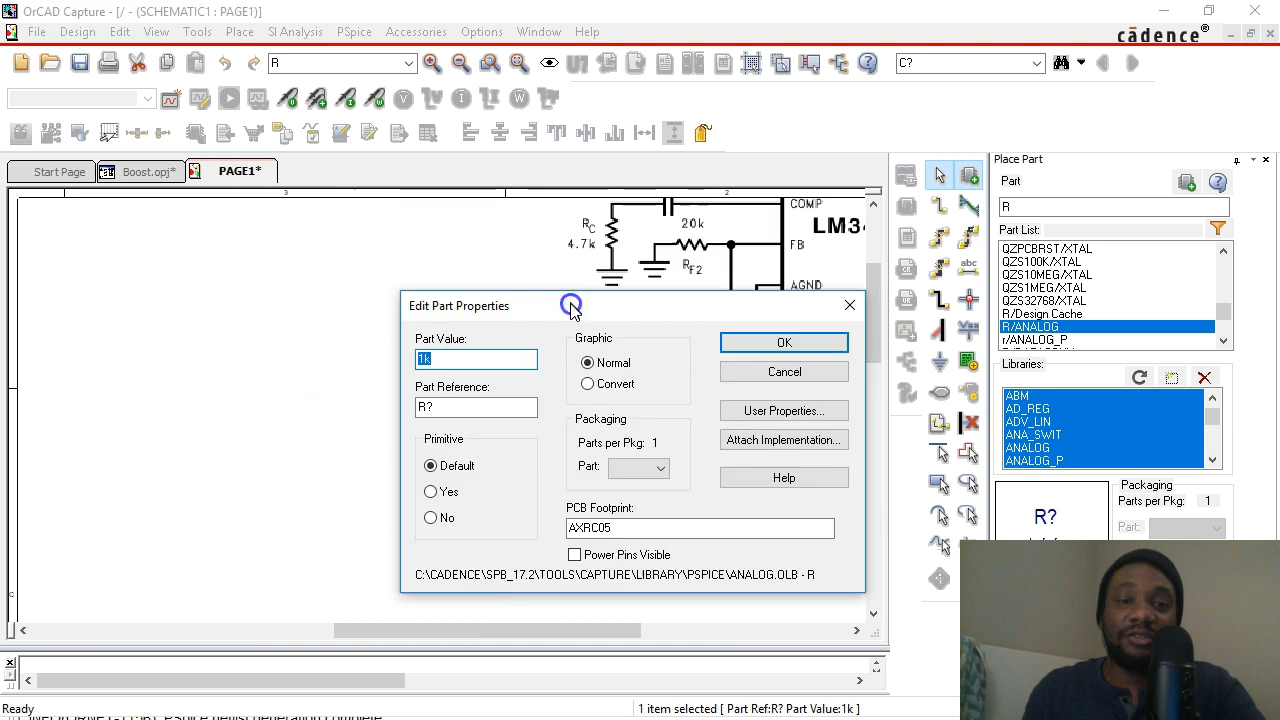 OrCAD Capture - [/ - (SCHEMATIC1 : PAGE1)]
File Design Edit View Tools Place SI Analysis PSpice Accessories Options Window Help
cādence®
R
C?
Start Page
Boost.opj*
PAGE1*
3
2
COMP
RC
4.7k
20k
LM34
FB
RF2
AGND
C
Edit Part Properties
Part Value:
1k
Part Reference:
R?
Primitive
Default
Yes
No
Graphic
Normal
Convert
Packaging
Parts per Pkg: 1
Part:
OK
Cancel
User Properties...
Attach Implementation...
Help
PCB Footprint:
AXRC05
Power Pins Visible
C:\CADENCE\SPB_17.2\TOOLS\CAPTURE\LIBRARY\PSPICE\ANALOG.OLB - R
Place Part
Part
R
Part List:
QZPCBRST/XTAL
QZS100K/XTAL
QZS10MEG/XTAL
QZS1MEG/XTAL
QZS32768/XTAL
R/Design Cache
R/ANALOG
r/ANALOG_P
Libraries:
ABM
AD_REG
ADV_LIN
ANA_SWIT
ANALOG
ANALOG_P
R?
Packaging
Parts per Pkg: 1
Part:
Ready
1 item selected [ Part Ref:R? Part Value:1k ]